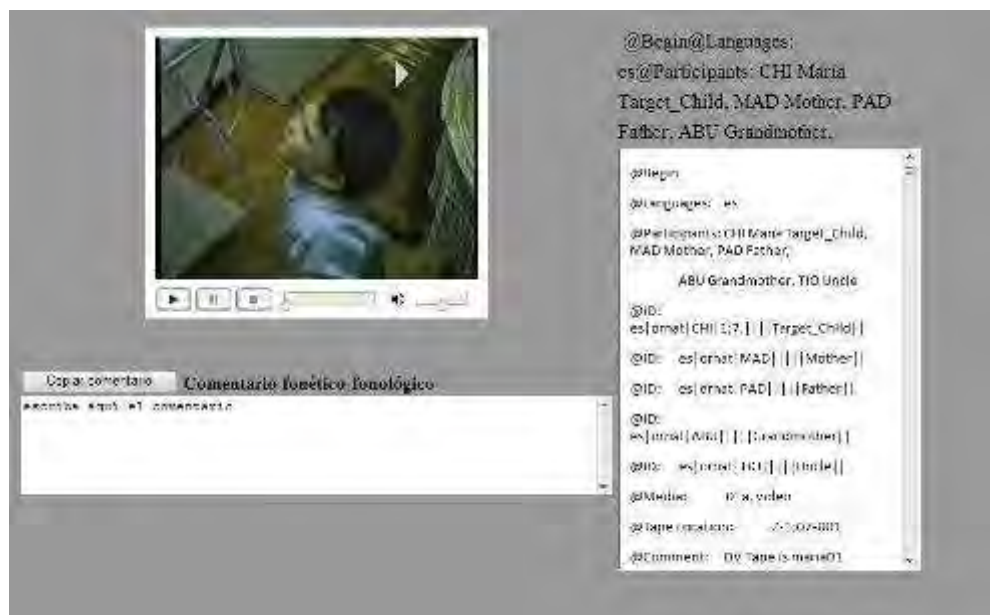 @Begin@Languages:
es@Participants: CHI Maria
Target_Child, MAD Mother, PAD
Father, ABU Grandmother,
@Begin
@Languages: es
@Participants: CHI Maria Target_Child,
MAD Mother, PAD Father,
ABU Grandmother, TIO Uncle
@ID:
es|ornat|CHI|1;7.||||Target_Child||
@ID: es|ornat|MAD|||||Mother||
@ID: es|ornat|PAD|||||Father||
@ID:
es|ornat|ABU|||||Grandmother||
@ID: es|ornat|TIO|||||Uncle||
@Media: video
@Tape Location:
@Comment: DV Tape is maria01
Copiar comentario Comentario fonético fonológico
escriba aquí el comentario